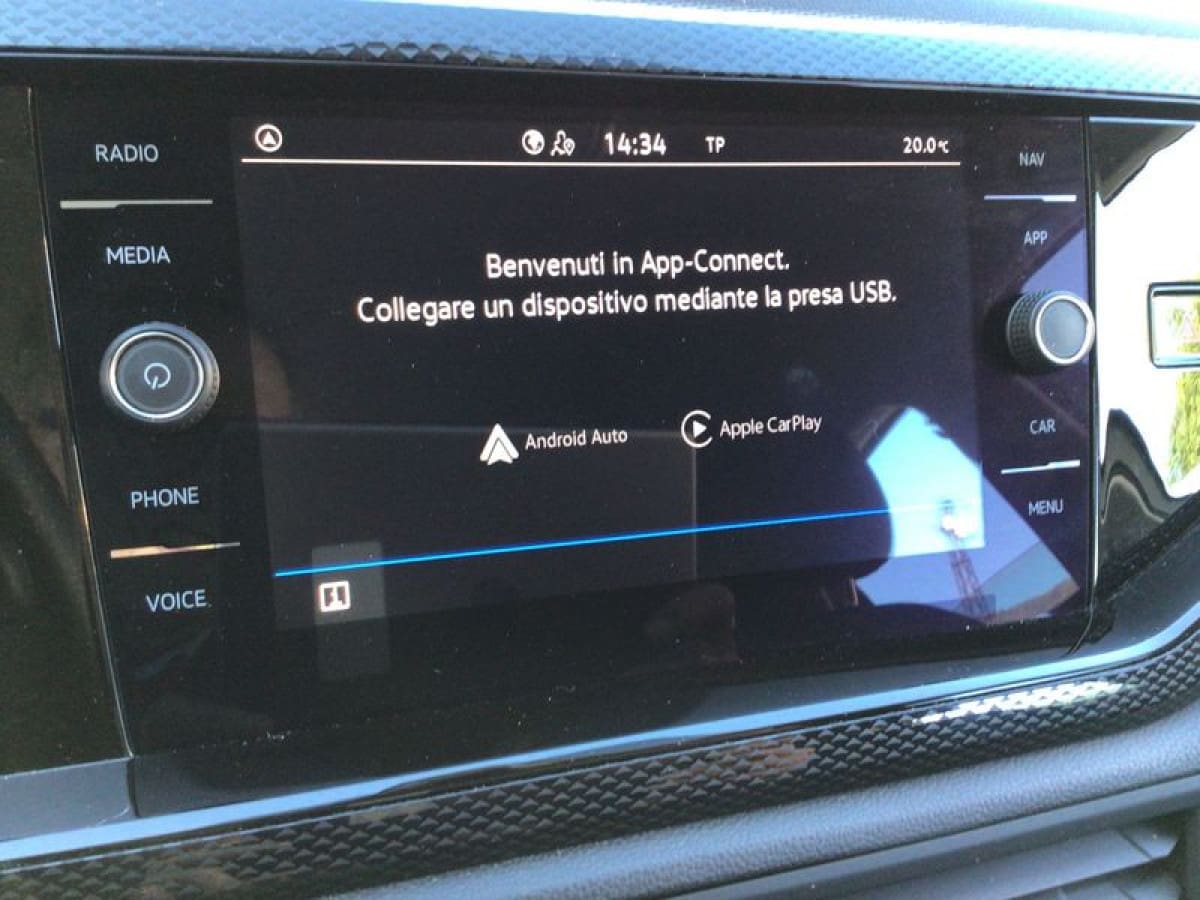 RADIO
MEDIA
PHONE
VOICE
14:34 TP 20.0°C
Benvenuti in App-Connect.
Collegare un dispositivo mediante la presa USB.
Android Auto
Apple CarPlay
NAV
APP
CAR
MENU